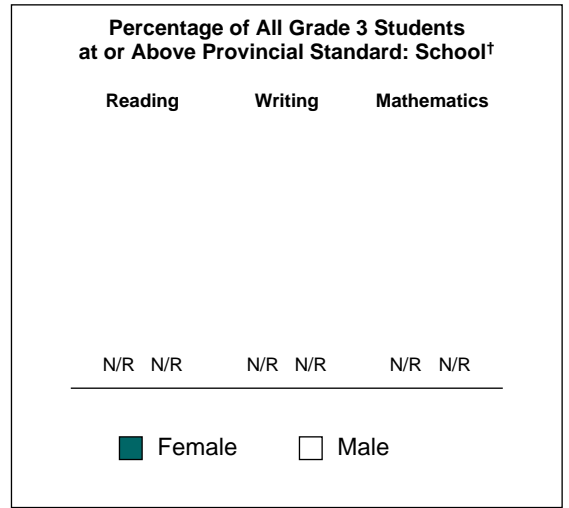 Percentage of All Grade 3 Students
at or Above Provincial Standard: School†
Reading Writing Mathematics
N/R N/R N/R N/R N/R N/R
Female Male